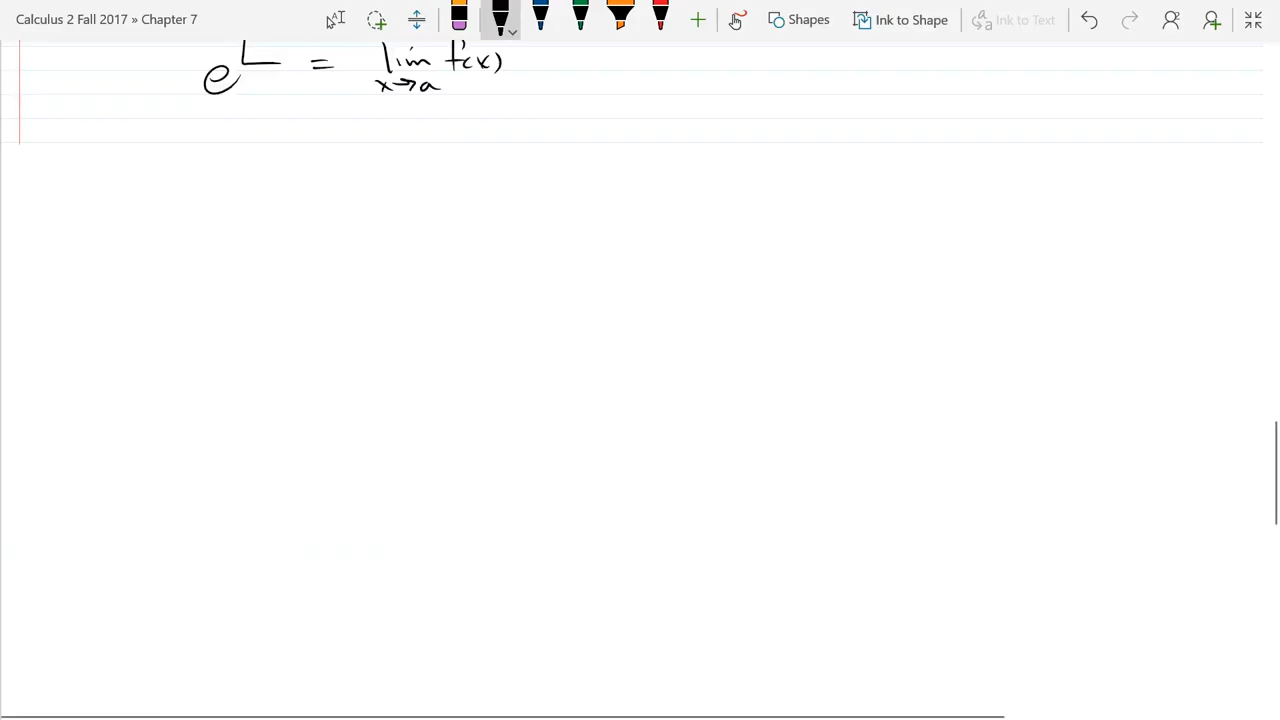 Calculus 2 Fall 2017 » Chapter 7
Shapes
Ink to Shape
Ink to Text
e^L = lim f(x)
x→a